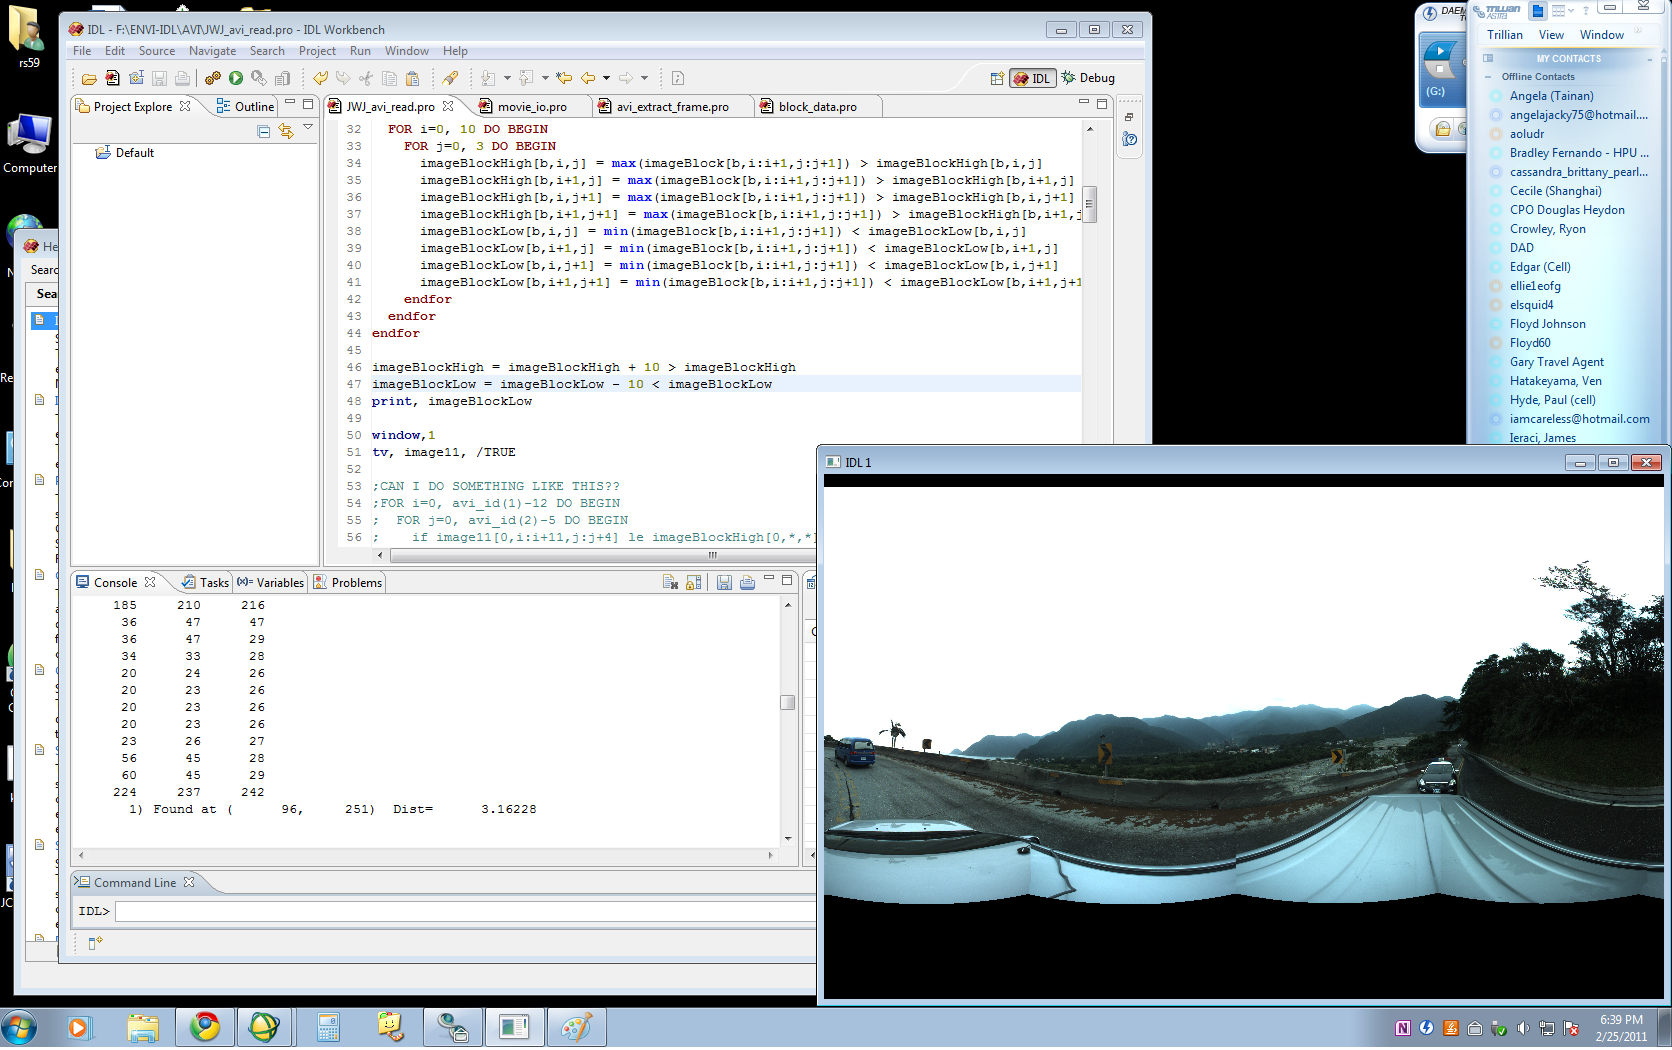 rs59
Computer
IDL - F:\ENVI-IDL\AVI\JWJ_avi_read.pro - IDL Workbench
File Edit Source Navigate Search Project Run Window Help
IDL Debug
Project Explore Outline
Default
JWJ_avi_read.pro movie_io.pro avi_extract_frame.pro block_data.pro
32 FOR i=0, 10 DO BEGIN
33 FOR j=0, 3 DO BEGIN
34 imageBlockHigh[b,i,j] = max(imageBlock[b,i:i+1,j:j+1]) > imageBlockHigh[b,i,j]
35 imageBlockHigh[b,i+1,j] = max(imageBlock[b,i:i+1,j:j+1]) > imageBlockHigh[b,i+1,j]
36 imageBlockHigh[b,i,j+1] = max(imageBlock[b,i:i+1,j:j+1]) > imageBlockHigh[b,i,j+1]
37 imageBlockHigh[b,i+1,j+1] = max(imageBlock[b,i:i+1,j:j+1]) > imageBlockHigh[b,i+1,j
38 imageBlockLow[b,i,j] = min(imageBlock[b,i:i+1,j:j+1]) < imageBlockLow[b,i,j]
39 imageBlockLow[b,i+1,j] = min(imageBlock[b,i:i+1,j:j+1]) < imageBlockLow[b,i+1,j]
40 imageBlockLow[b,i,j+1] = min(imageBlock[b,i:i+1,j:j+1]) < imageBlockLow[b,i,j+1]
41 imageBlockLow[b,i+1,j+1] = min(imageBlock[b,i:i+1,j:j+1]) < imageBlockLow[b,i+1,j+1
42 endfor
43 endfor
44 endfor
45
46 imageBlockHigh = imageBlockHigh + 10 > imageBlockHigh
47 imageBlockLow = imageBlockLow - 10 < imageBlockLow
48 print, imageBlockLow
49
50 window,1
51 tv, image11, /TRUE
52
53 ;CAN I DO SOMETHING LIKE THIS??
54 ;FOR i=0, avi_id(1)-12 DO BEGIN
55 ; FOR j=0, avi_id(2)-5 DO BEGIN
56 ; if image11[0,i:i+11,j:j+4] le imageBlockHigh[0,*,*]
Console Tasks (x)= Variables Problems
185 210 216
36 47 47
36 47 29
34 33 28
20 24 26
20 23 26
20 23 26
20 23 26
23 26 27
56 45 28
60 45 29
224 237 242
1) Found at ( 96, 251) Dist= 3.16228
Command Line
IDL>
He
Searc
Sea
IDL 1
DAEM
(G:)
TRILLIAN
ASTRA
Trillian View Window
MY CONTACTS
Offline Contacts
Angela (Tainan)
angelajacky75@hotmail....
aoludr
Bradley Fernando - HPU ...
cassandra_brittany_pearl...
Cecile (Shanghai)
CPO Douglas Heydon
Crowley, Ryon
DAD
Edgar (Cell)
ellie1eofg
elsquid4
Floyd Johnson
Floyd60
Gary Travel Agent
Hatakeyama, Ven
Hyde, Paul (cell)
iamcareless@hotmail.com
Ieraci, James
6:39 PM
2/25/2011